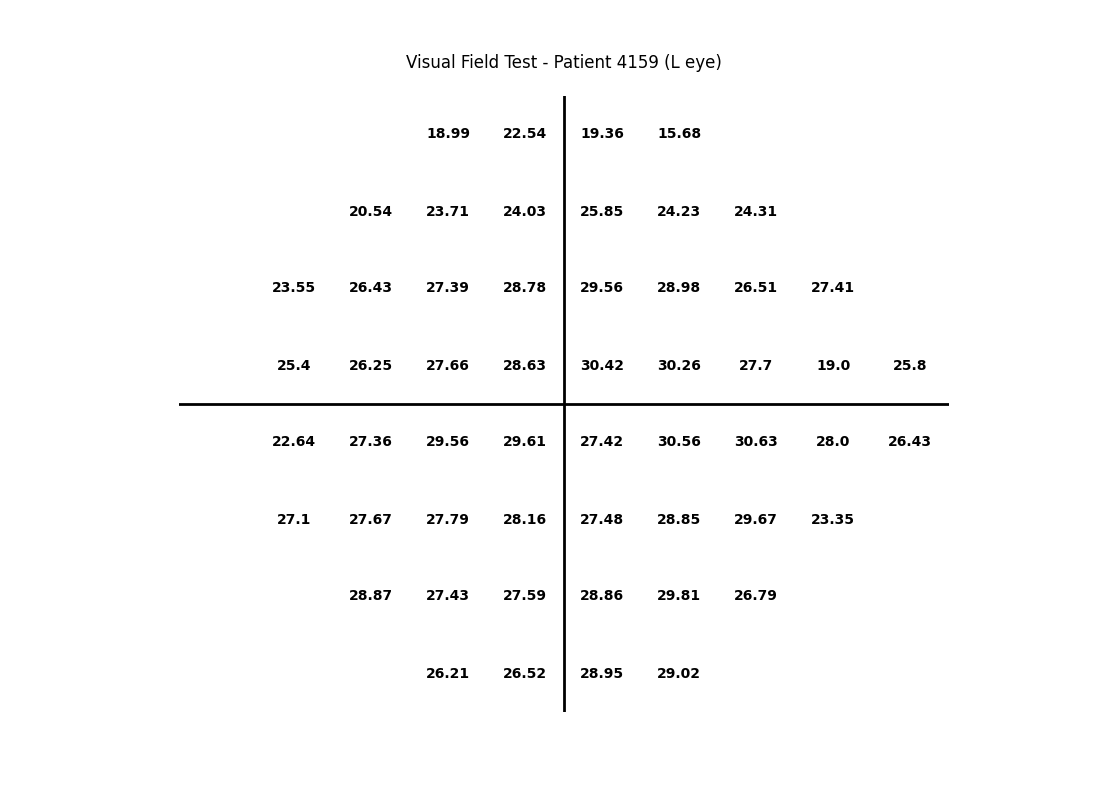 Visual Field Test - Patient 4159 (L eye)
18.99 22.54 19.36 15.68
20.54 23.71 24.03 25.85 24.23 24.31
23.55 26.43 27.39 28.78 29.56 28.98 26.51 27.41
25.4 26.25 27.66 28.63 30.42 30.26 27.7 19.0 25.8
22.64 27.36 29.56 29.61 27.42 30.56 30.63 28.0 26.43
27.1 27.67 27.79 28.16 27.48 28.85 29.67 23.35
28.87 27.43 27.59 28.86 29.81 26.79
26.21 26.52 28.95 29.02